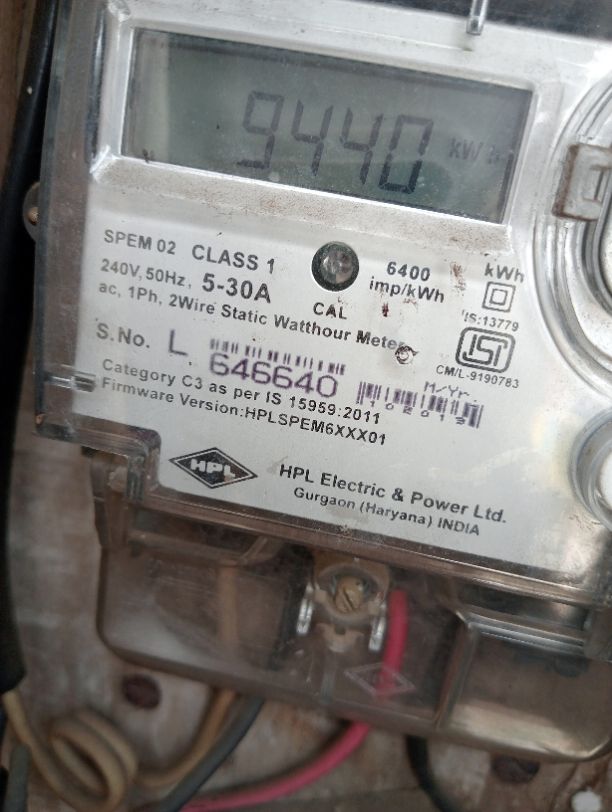 9440 kWh
SPEM 02 CLASS 1
240V, 50Hz, 5-30A
ac, 1Ph, 2Wire Static Watthour Meter
CAL
6400
imp/kWh
kWh
IS:13779
ISI
CM/L-9190783
S.No. L 646640
M/Yr.
102013
Category C3 as per IS 15959:2011
Firmware Version:HPLSPEM6XXX01
HPL
HPL Electric & Power Ltd.
Gurgaon (Haryana) INDIA